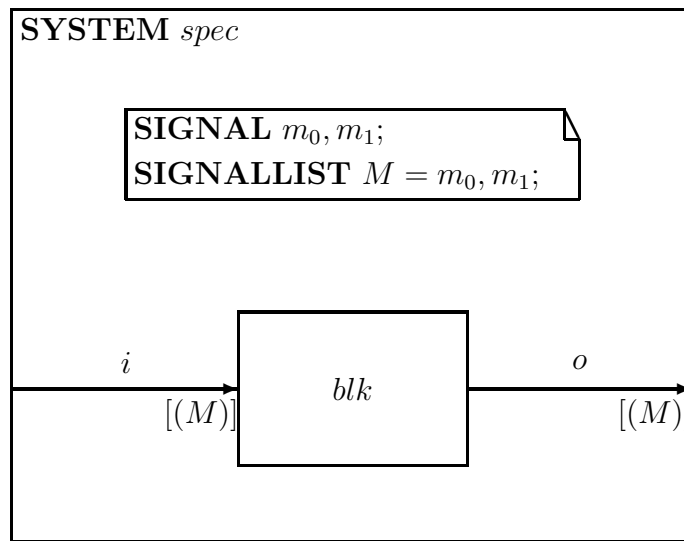 SYSTEM spec
SIGNAL m₀, m₁;
SIGNALLIST M = m₀, m₁;
i
o
blk
[(M)]
[(M)